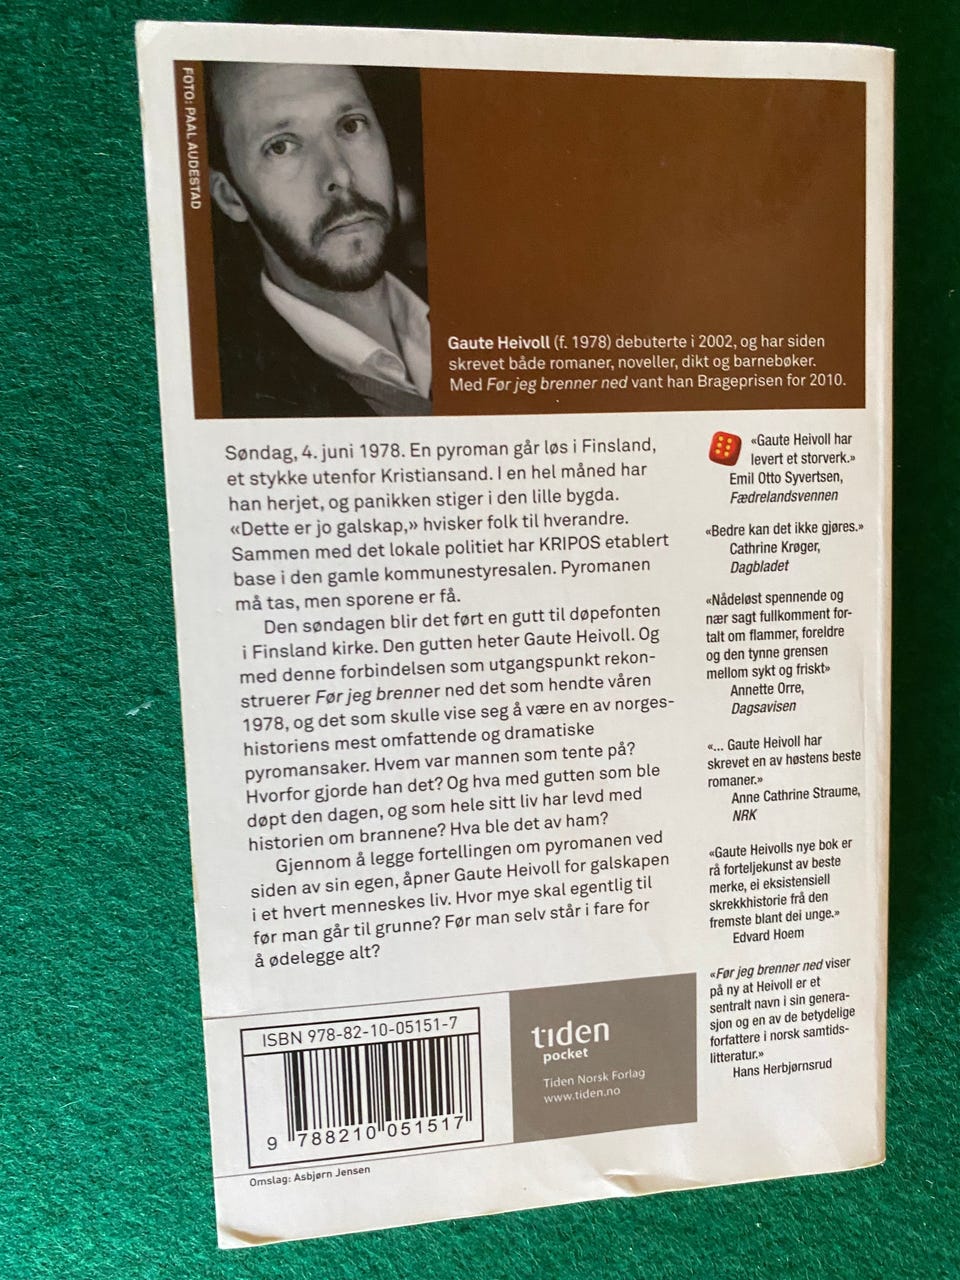 FOTO: PAAL AUDESTAD
Gaute Heivoll (f. 1978) debuterte i 2002, og har siden
skrevet både romaner, noveller, dikt og barnebøker.
Med Før jeg brenner ned vant han Brageprisen for 2010.
Søndag, 4. juni 1978. En pyroman går løs i Finsland,
et stykke utenfor Kristiansand. I en hel måned har
han herjet, og panikken stiger i den lille bygda.
«Dette er jo galskap,» hvisker folk til hverandre.
Sammen med det lokale politiet har KRIPOS etablert
base i den gamle kommunestyresalen. Pyromanen
må tas, men sporene er få.
Den søndagen blir det ført en gutt til døpefonten
i Finsland kirke. Den gutten heter Gaute Heivoll. Og
med denne forbindelsen som utgangspunkt rekon-
struerer Før jeg brenner ned det som hendte våren
1978, og det som skulle vise seg å være en av norges-
historiens mest omfattende og dramatiske
pyromansaker. Hvem var mannen som tente på?
Hvorfor gjorde han det? Og hva med gutten som ble
døpt den dagen, og som hele sitt liv har levd med
historien om brannene? Hva ble det av ham?
Gjennom å legge fortellingen om pyromanen ved
siden av sin egen, åpner Gaute Heivoll for galskapen
i et hvert menneskes liv. Hvor mye skal egentlig til
før man går til grunne? Før man selv står i fare for
å ødelegge alt?
«Gaute Heivoll har
levert et storverk.»
Emil Otto Syvertsen,
Fædrelandsvennen
«Bedre kan det ikke gjøres.»
Cathrine Krøger,
Dagbladet
«Nådeløst spennende og
nær sagt fullkomment for-
talt om flammer, foreldre
og den tynne grensen
mellom sykt og friskt»
Annette Orre,
Dagsavisen
«... Gaute Heivoll har
skrevet en av høstens beste
romaner.»
Anne Cathrine Straume,
NRK
«Gaute Heivolls nye bok er
rå forteljekunst av beste
merke, ei eksistensiell
skrekkhistorie frå den
fremste blant dei unge.»
Edvard Hoem
«Før jeg brenner ned viser
på ny at Heivoll er et
sentralt navn i sin genera-
sjon og en av de betydelige
forfattere i norsk samtids-
litteratur.»
Hans Herbjørnsrud
ISBN 978-82-10-05151-7
9 788210 051517
tiden
pocket
Tiden Norsk Forlag
www.tiden.no
Omslag: Asbjørn Jensen